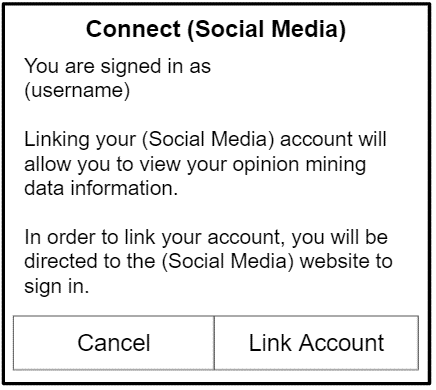 Connect (Social Media)
You are signed in as
(username)
Linking your (Social Media) account will
allow you to view your opinion mining
data information.
In order to link your account, you will be
directed to the (Social Media) website to
sign in.
Cancel
Link Account